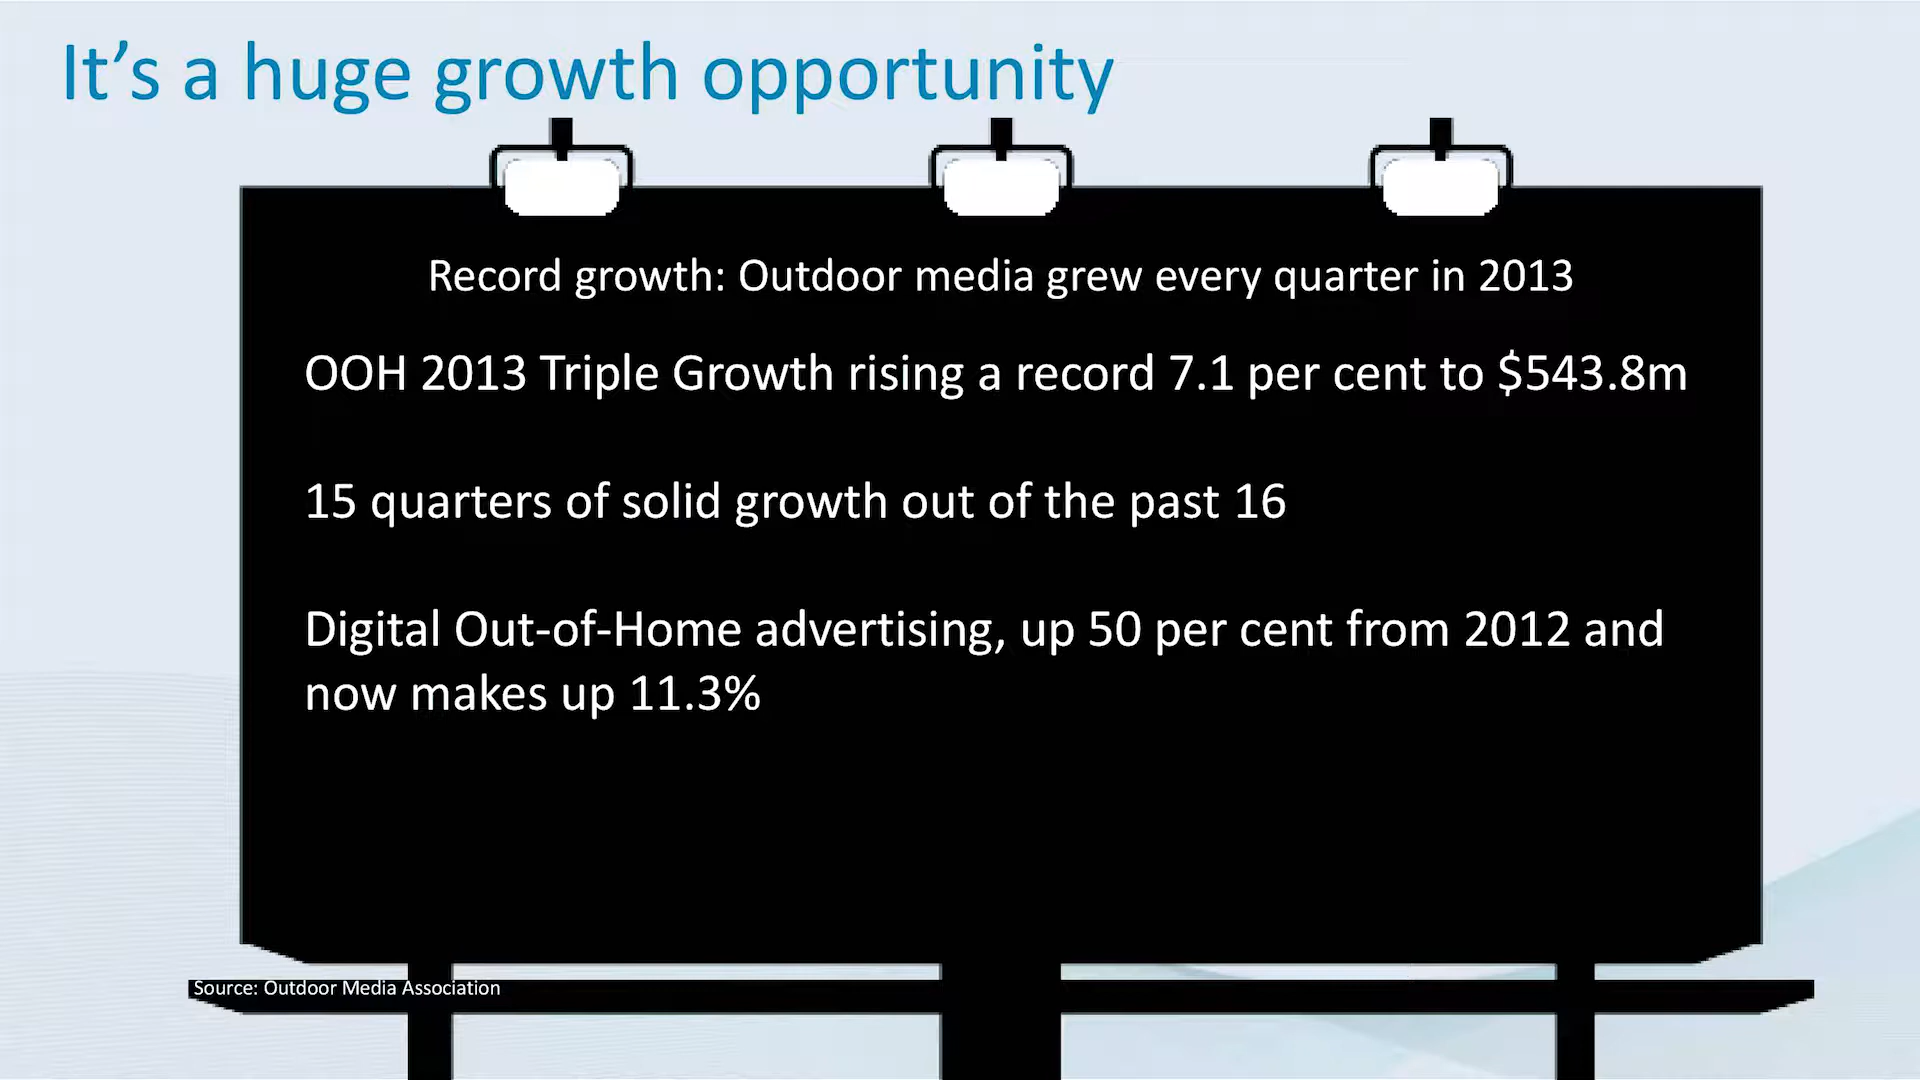 It’s a huge growth opportunity
Record growth: Outdoor media grew every quarter in 2013
OOH 2013 Triple Growth rising a record 7.1 per cent to $543.8m
15 quarters of solid growth out of the past 16
Digital Out-of-Home advertising, up 50 per cent from 2012 and
now makes up 11.3%
Source: Outdoor Media Association